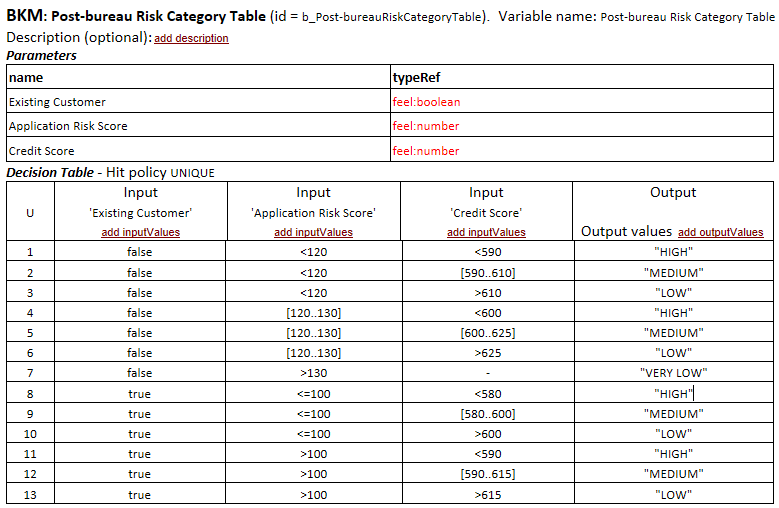 BKM: Post-bureau Risk Category Table (id = b_Post-bureauRiskCategoryTable). Variable name: Post-bureau Risk Category Table
Description (optional): add description
Parameters
name typeRef
Existing Customer feel:boolean
Application Risk Score feel:number
Credit Score feel:number
Decision Table - Hit policy UNIQUE
Input Input Input Output
U 'Existing Customer' 'Application Risk Score' 'Credit Score'
add inputValues add inputValues add inputValues Output values add outputValues
1 false <120 <590 "HIGH"
2 false <120 [590..610] "MEDIUM"
3 false <120 >610 "LOW"
4 false [120..130] <600 "HIGH"
5 false [120..130] [600..625] "MEDIUM"
6 false [120..130] >625 "LOW"
7 false >130 - "VERY LOW"
8 true <=100 <580 "HIGH"
9 true <=100 [580..600] "MEDIUM"
10 true <=100 >600 "LOW"
11 true >100 <590 "HIGH"
12 true >100 [590..615] "MEDIUM"
13 true >100 >615 "LOW"